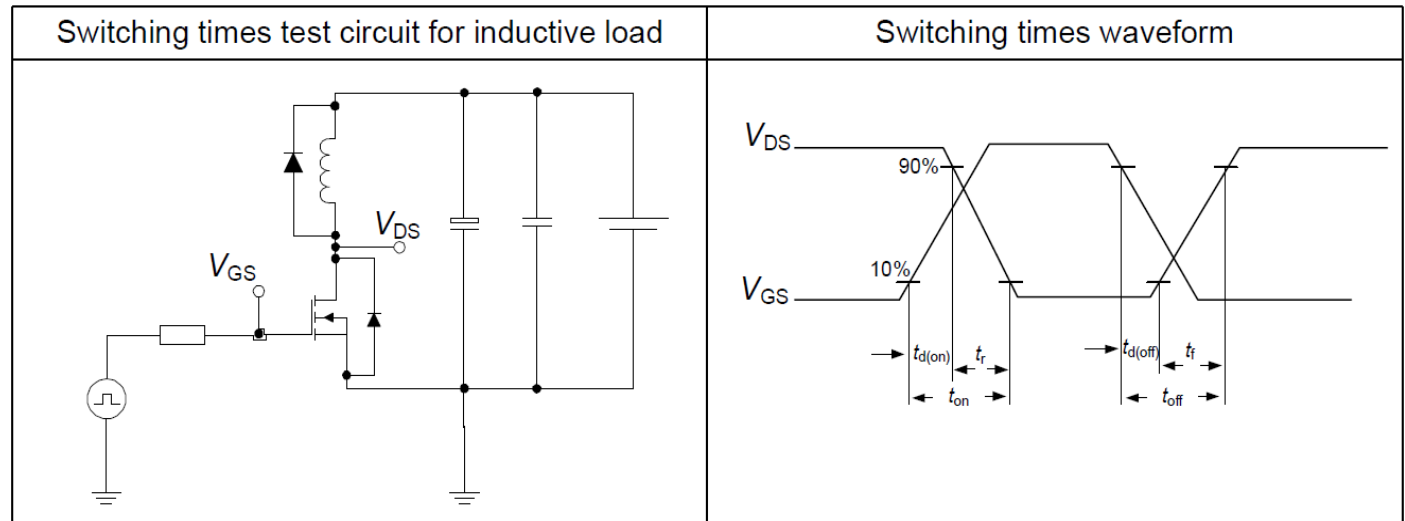 Switching times test circuit for inductive load
Switching times waveform
VDS
VGS
VDS
90%
10%
VGS
td(on) tr
td(off) tf
ton
toff